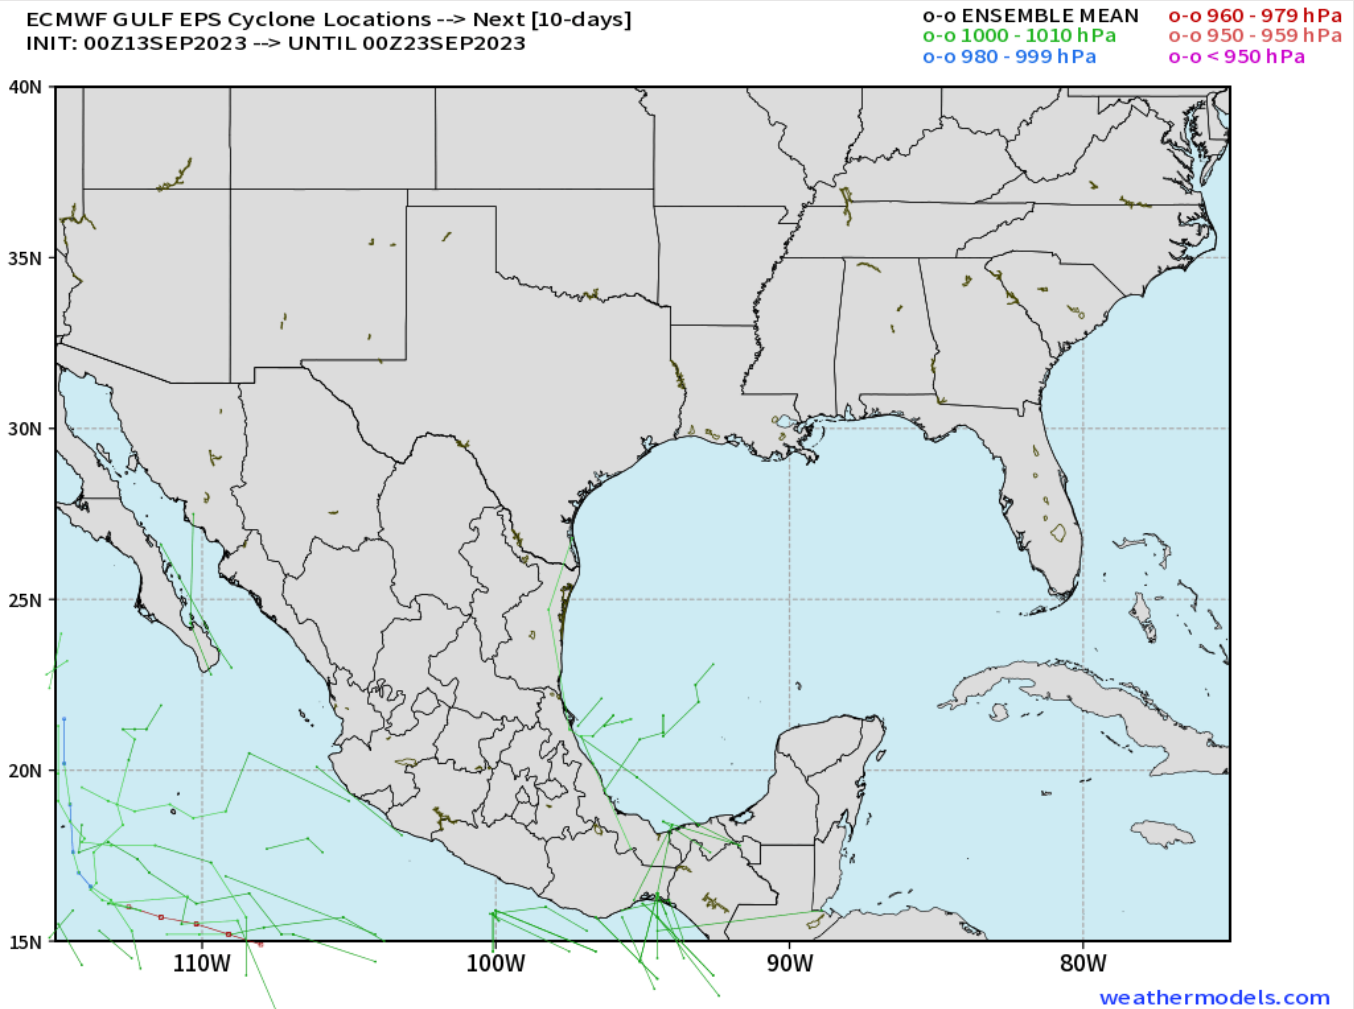 ECMWF GULF EPS Cyclone Locations --> Next [10-days]
INIT: 00Z13SEP2023 --> UNTIL 00Z23SEP2023
o-o ENSEMBLE MEAN
o-o 960 - 979 hPa
o-o 1000 - 1010 hPa
o-o 950 - 959 hPa
o-o 980 - 999 hPa
o-o < 950 hPa
40N
35N
30N
25N
20N
15N
110W
100W
90W
80W
weathermodels.com